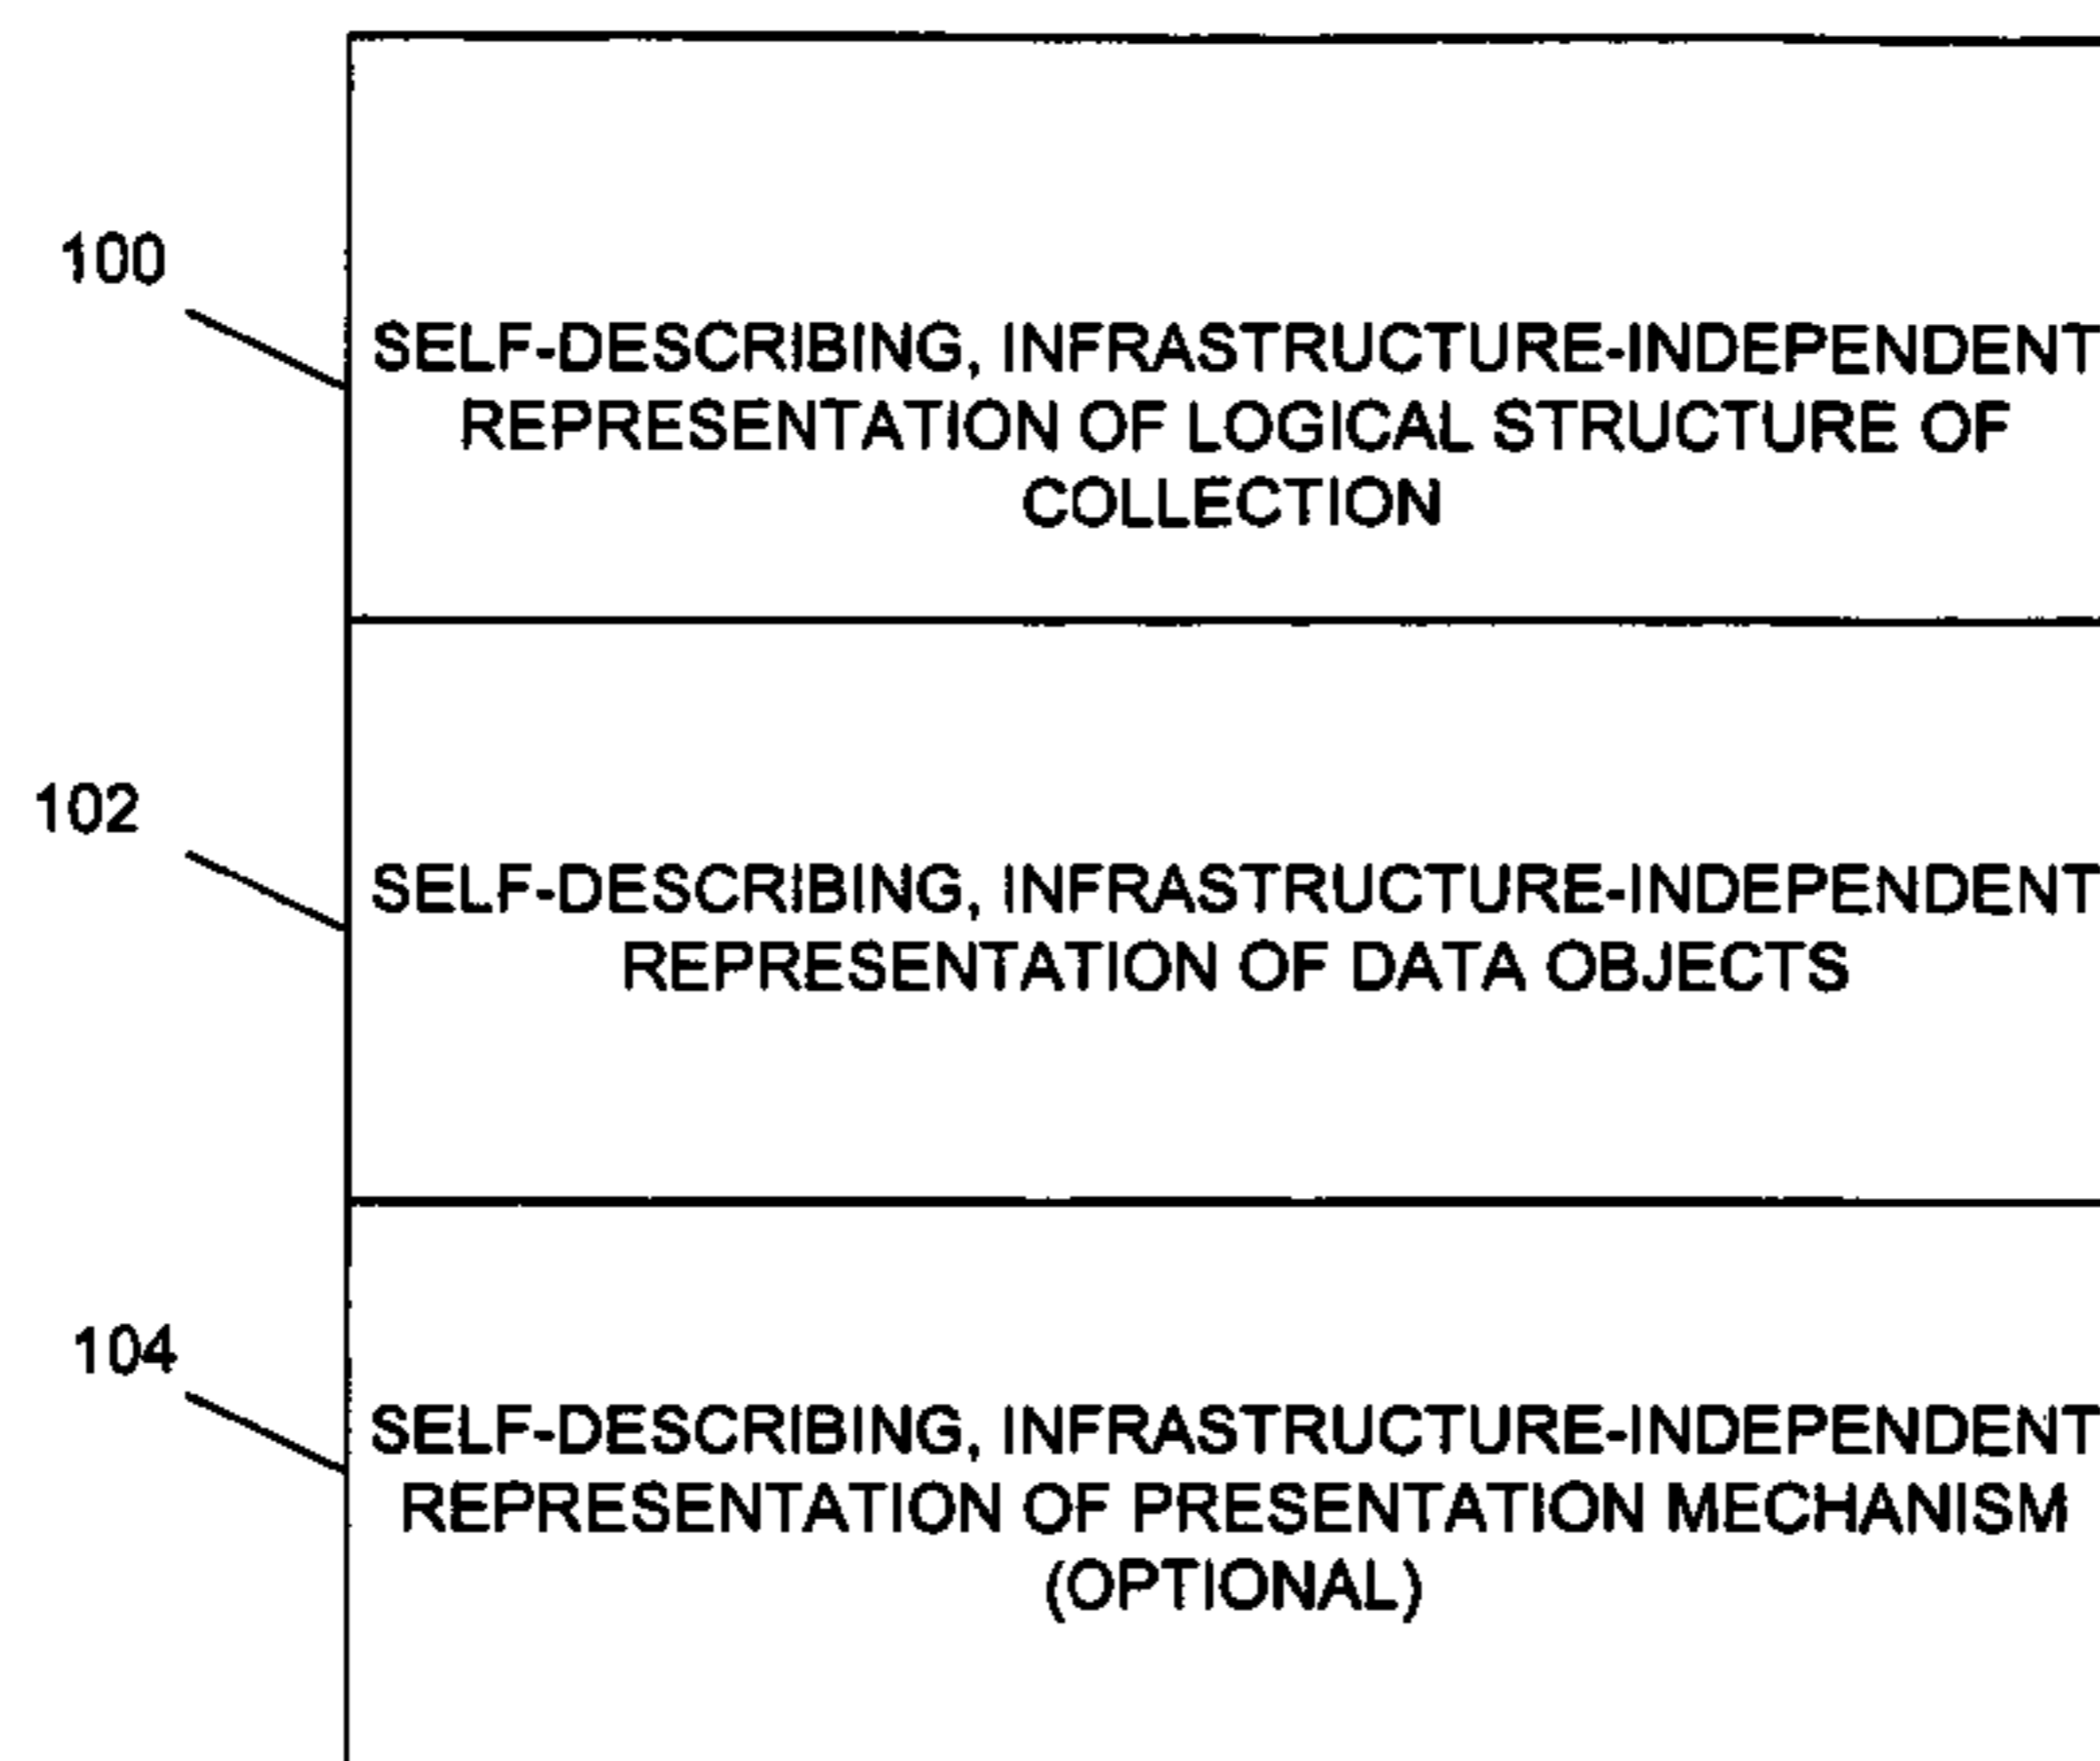 100
SELF-DESCRIBING, INFRASTRUCTURE-INDEPENDENT
REPRESENTATION OF LOGICAL STRUCTURE OF
COLLECTION
102
SELF-DESCRIBING, INFRASTRUCTURE-INDEPENDENT
REPRESENTATION OF DATA OBJECTS
104
SELF-DESCRIBING, INFRASTRUCTURE-INDEPENDENT
REPRESENTATION OF PRESENTATION MECHANISM
(OPTIONAL)